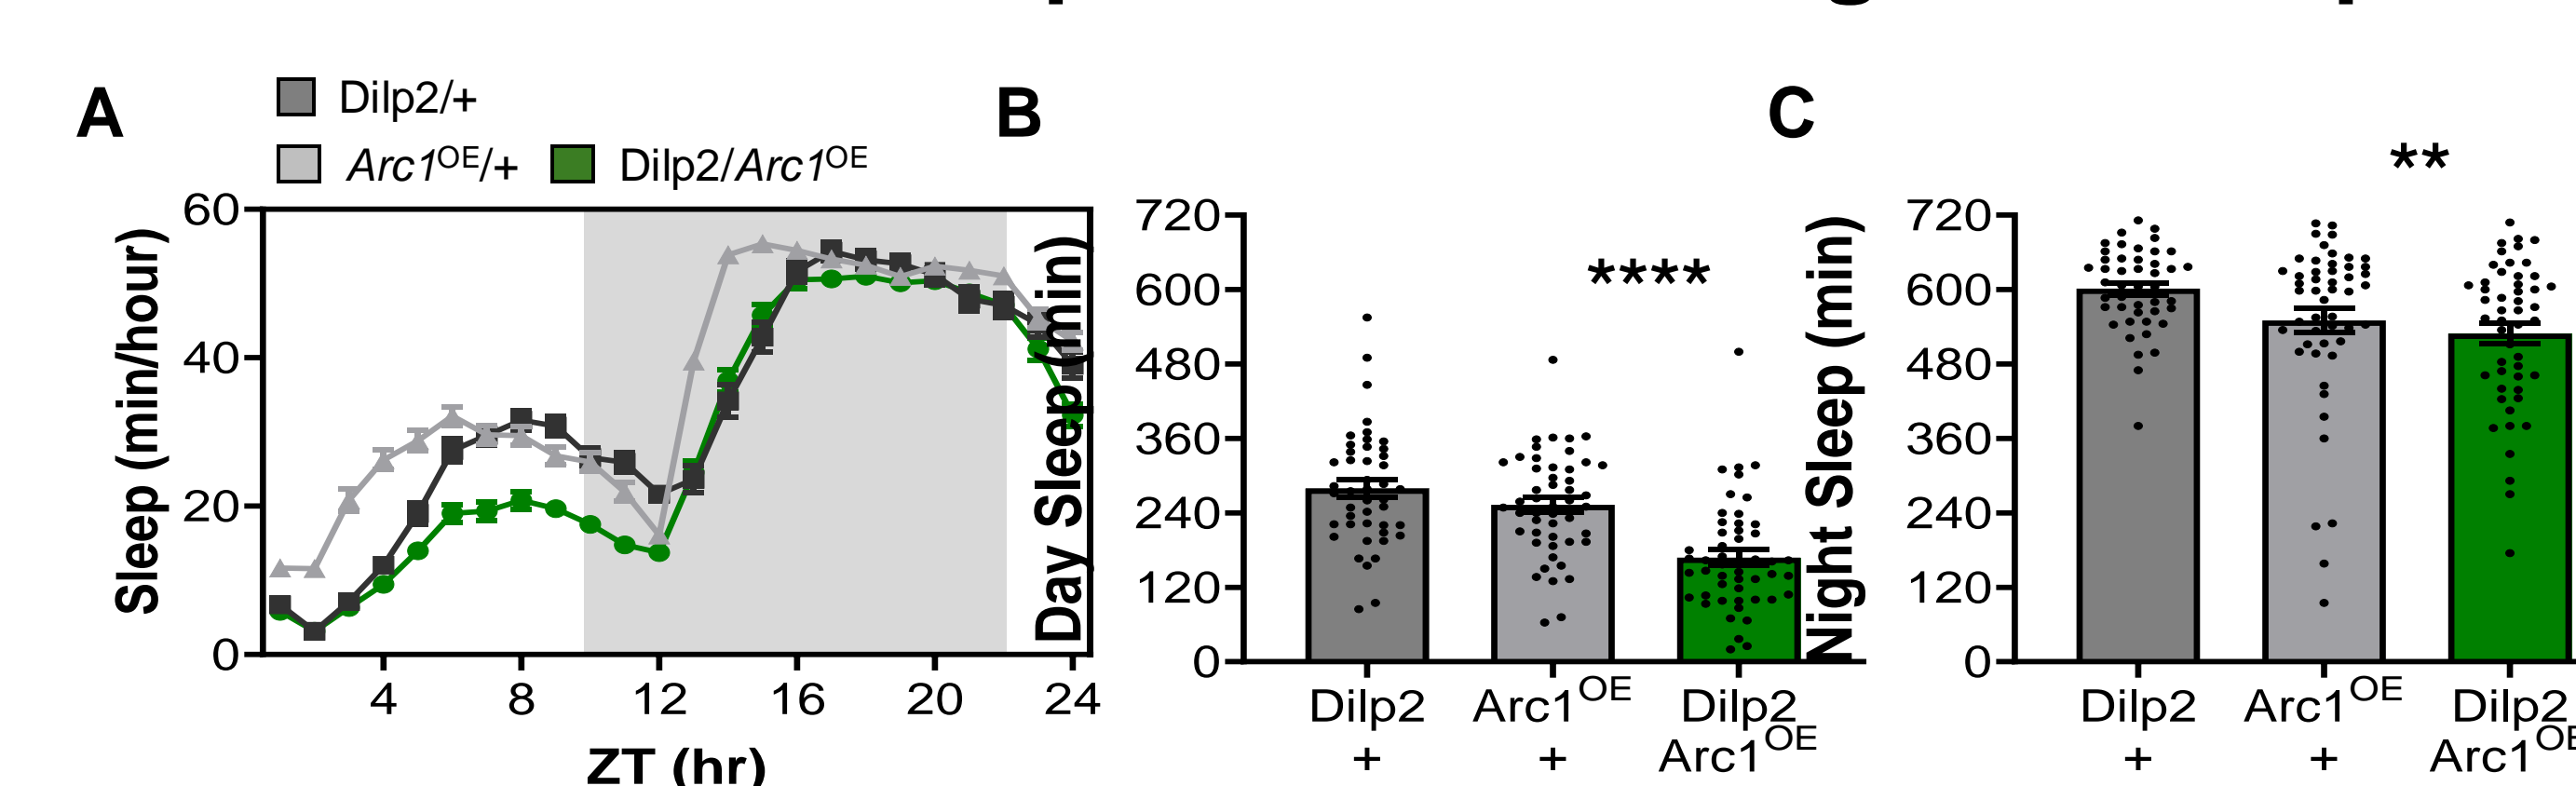 A
Dilp2/+
Arc1OE/+
Dilp2/Arc1OE
Sleep (min/hour)
60
40
20
0
4 8 12 16 20 24
ZT (hr)
B
****
Day Sleep (min)
720
600
480
360
240
120
0
Dilp2 Arc1OE Dilp2
+ + Arc1OE
C
**
Night Sleep (min)
720
600
480
360
240
120
0
Dilp2 Arc1OE Dilp2
+ + Arc1OE